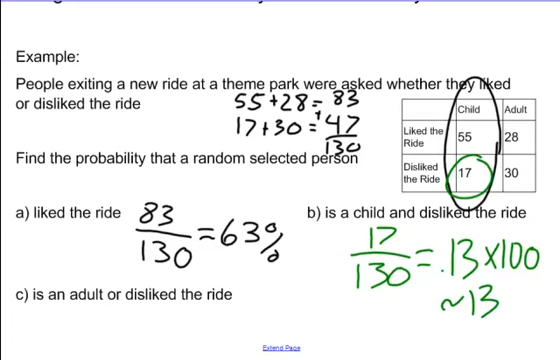 Example:
People exiting a new ride at a theme park were asked whether they liked
or disliked the ride
55+28=83
17+30=+47
130
Child Adult
Liked the Ride 55 28
Disliked the Ride 17 30
Find the probability that a random selected person
a) liked the ride
83/130 = 63%
b) is a child and disliked the ride
17/130 = .13x100
~13
c) is an adult or disliked the ride
Extend Page